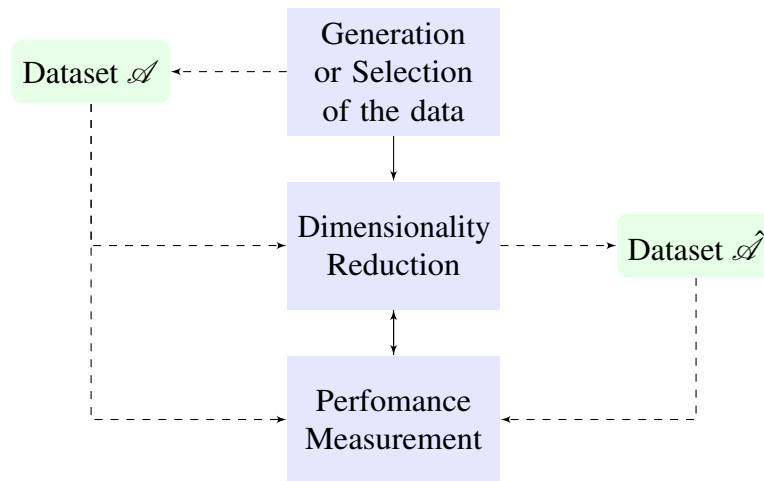 Generation
or Selection
of the data
Dataset 𝒜
Dimensionality
Reduction
Dataset 𝒜̂
Perfomance
Measurement